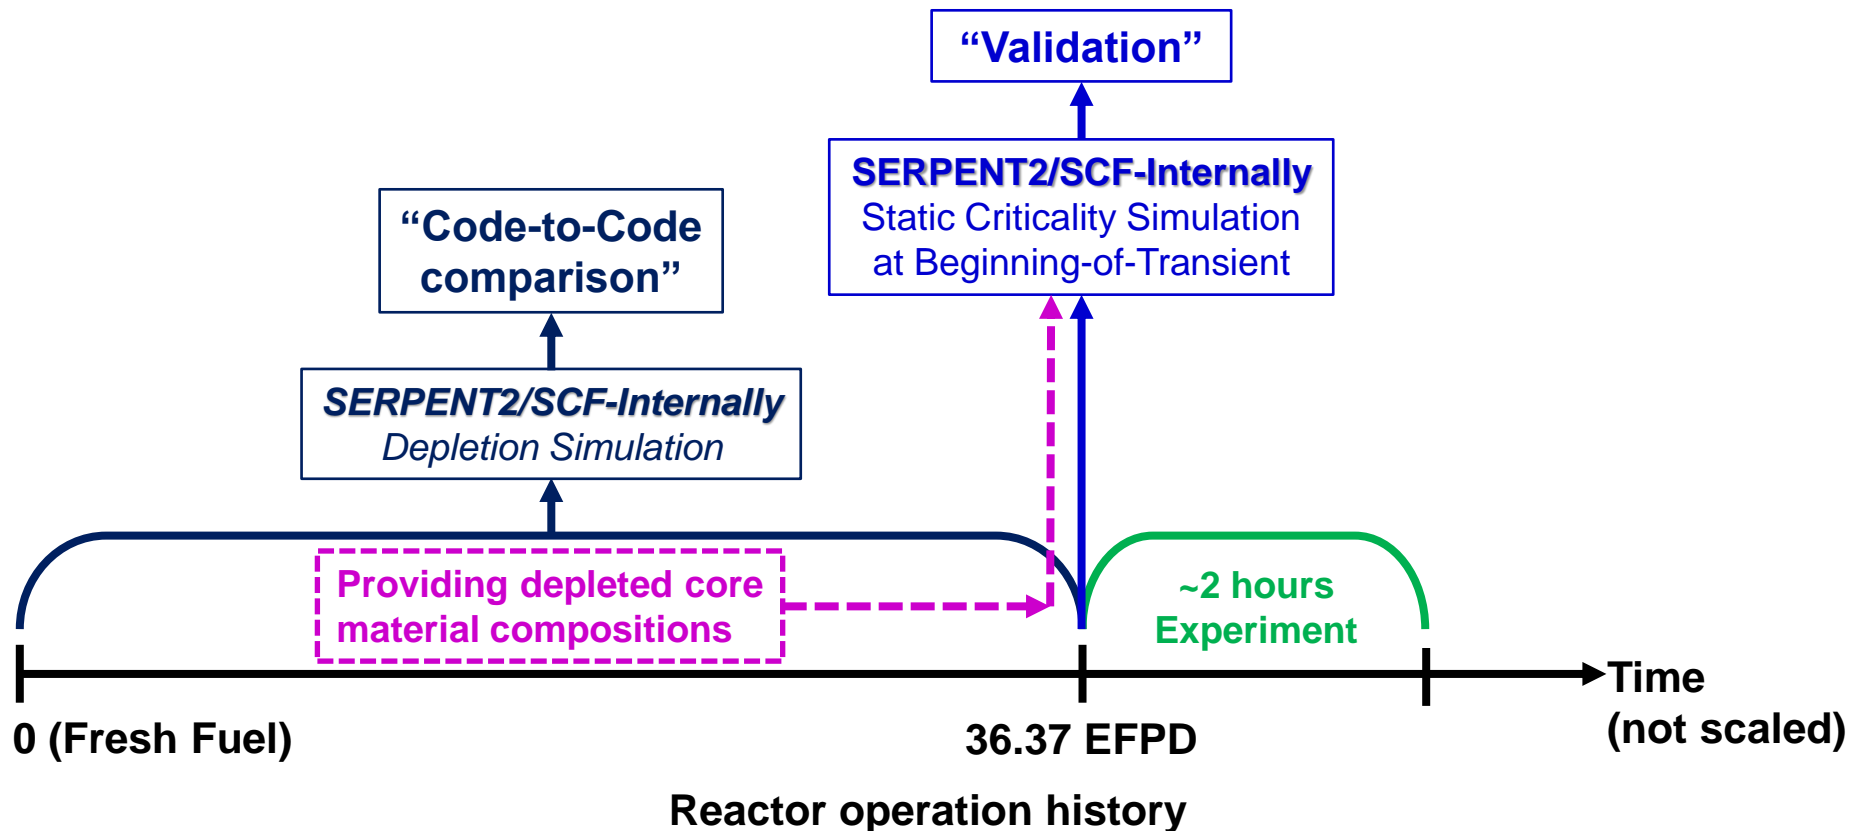 “Validation”
SERPENT2/SCF-Internally
Static Criticality Simulation
at Beginning-of-Transient
“Code-to-Code
comparison”
SERPENT2/SCF-Internally
Depletion Simulation
Providing depleted core
material compositions
~2 hours
Experiment
Time
(not scaled)
0 (Fresh Fuel)
36.37 EFPD
Reactor operation history